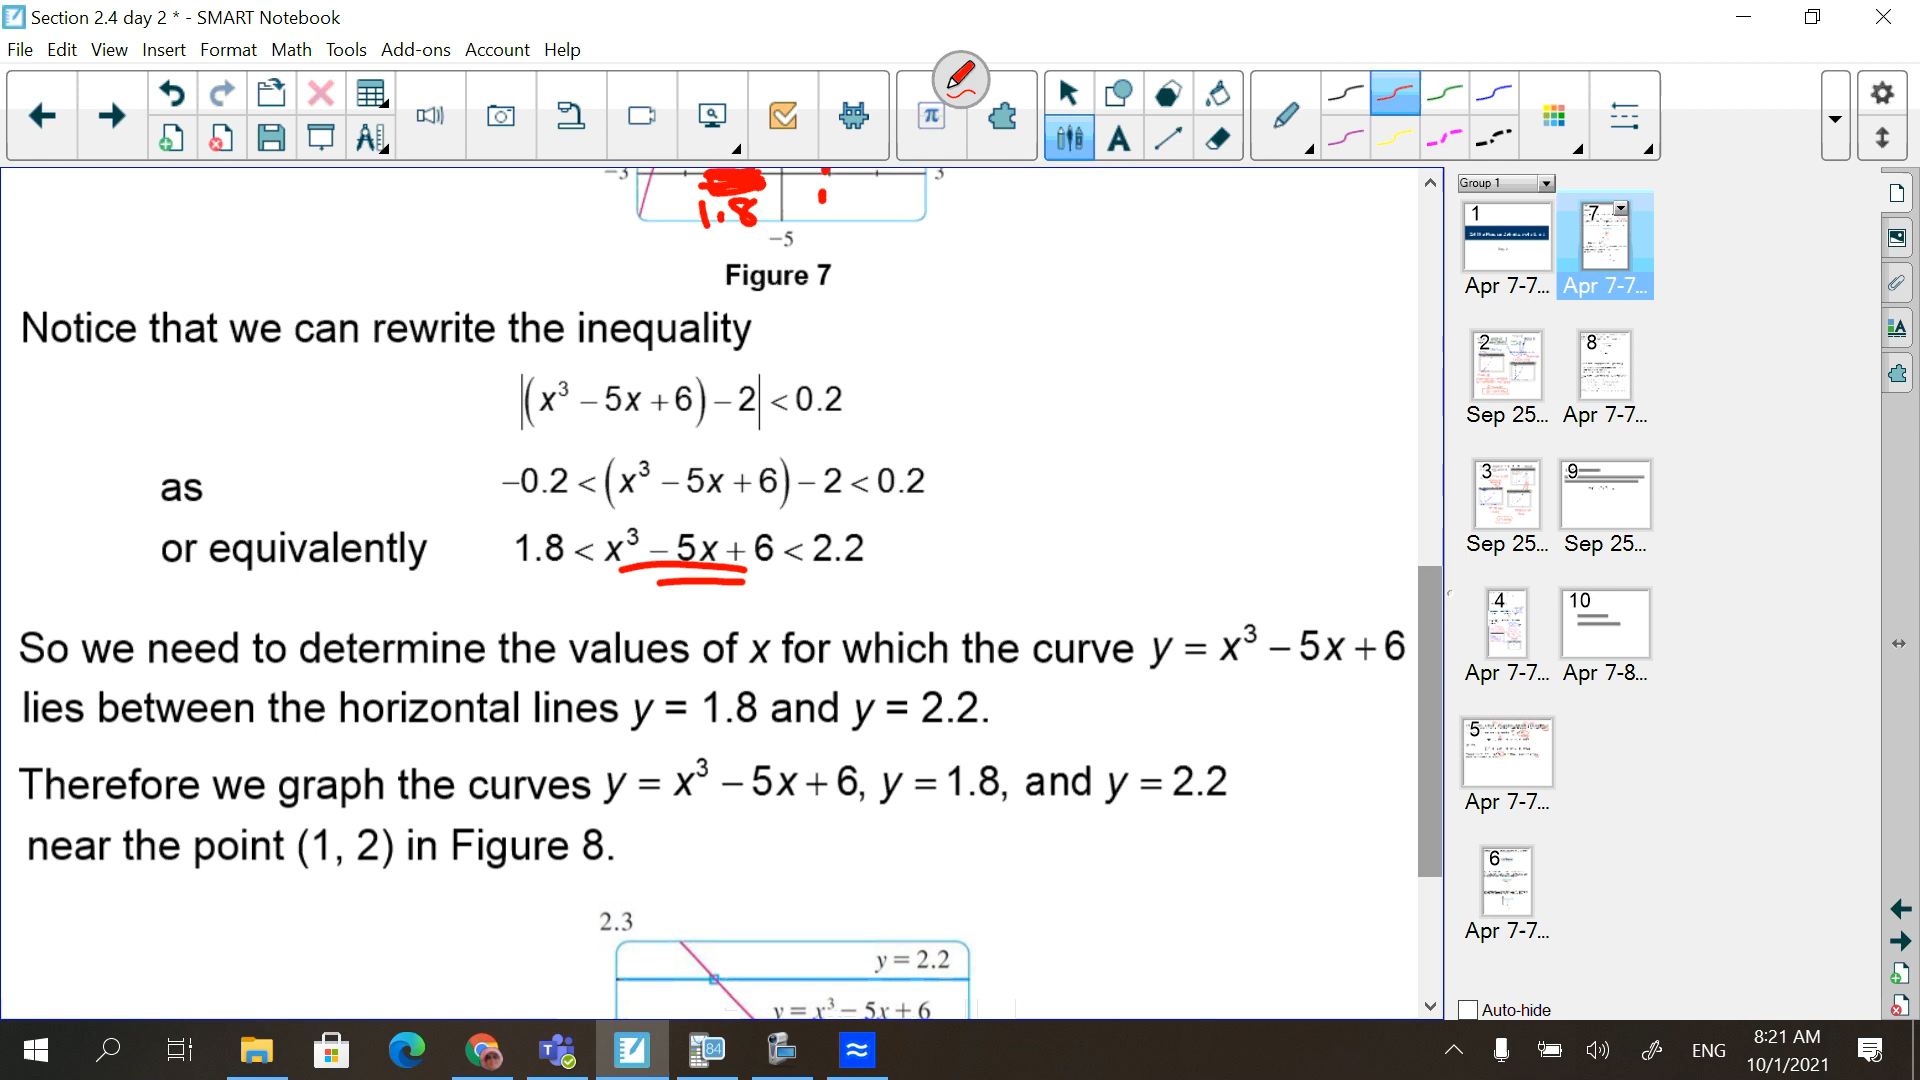 Section 2.4 day 2 * - SMART Notebook
File Edit View Insert Format Math Tools Add-ons Account Help
−3 3
1.8
−5
Figure 7
Notice that we can rewrite the inequality
|(x³ − 5x + 6) − 2| < 0.2
as −0.2 < (x³ − 5x + 6) − 2 < 0.2
or equivalently 1.8 < x³ − 5x + 6 < 2.2
So we need to determine the values of x for which the curve y = x³ − 5x + 6
lies between the horizontal lines y = 1.8 and y = 2.2.
Therefore we graph the curves y = x³ − 5x + 6, y = 1.8, and y = 2.2
near the point (1, 2) in Figure 8.
2.3
y = 2.2
y = x³ − 5x + 6
Group 1
1 7
Apr 7-7... Apr 7-7...
2 8
Sep 25... Apr 7-7...
3 9
Sep 25... Sep 25...
4 10
Apr 7-7... Apr 7-8...
5
Apr 7-7...
6
Apr 7-7...
Auto-hide
84
ENG
8:21 AM
10/1/2021